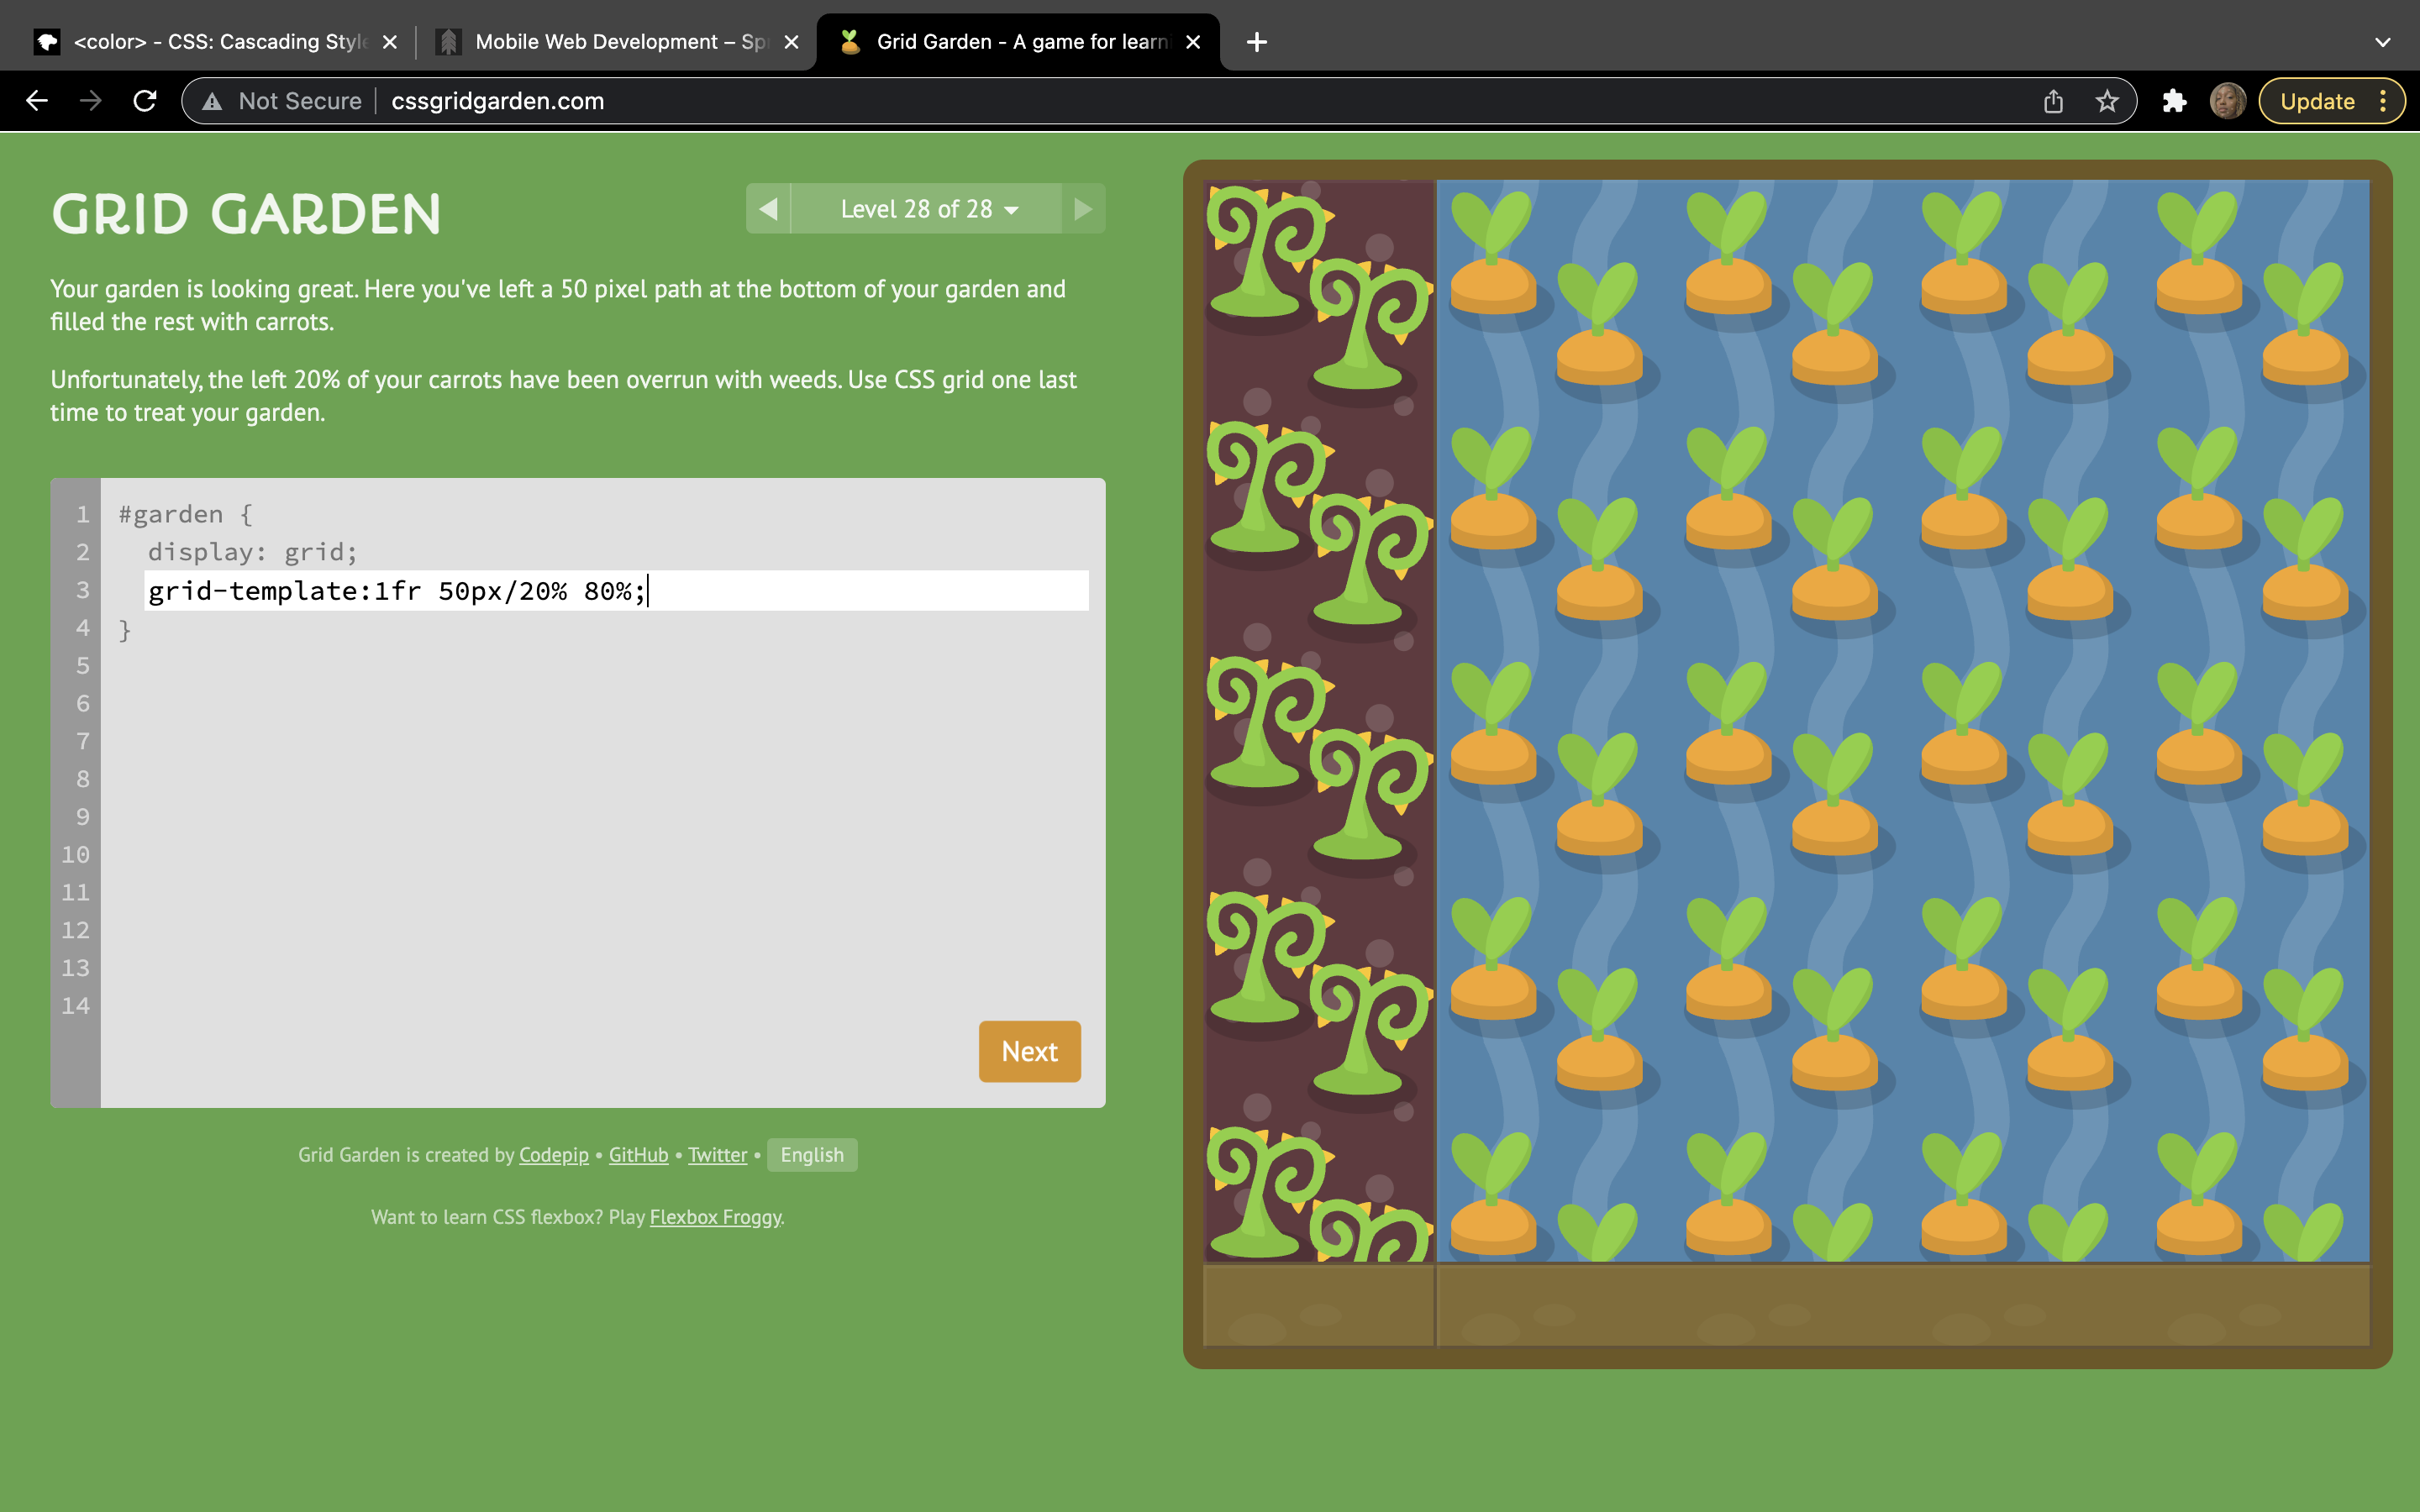 <color> - CSS: Cascading Style
Mobile Web Development – Sp
Grid Garden - A game for learn
Not Secure
cssgridgarden.com
Update
GRID GARDEN
Level 28 of 28
Your garden is looking great. Here you've left a 50 pixel path at the bottom of your garden and
filled the rest with carrots.
Unfortunately, the left 20% of your carrots have been overrun with weeds. Use CSS grid one last
time to treat your garden.
1 #garden {
2 display: grid;
3 grid-template:1fr 50px/20% 80%;
4 }
5
6
7
8
9
10
11
12
13
14
Next
Grid Garden is created by Codepip • GitHub • Twitter • English
Want to learn CSS flexbox? Play Flexbox Froggy.